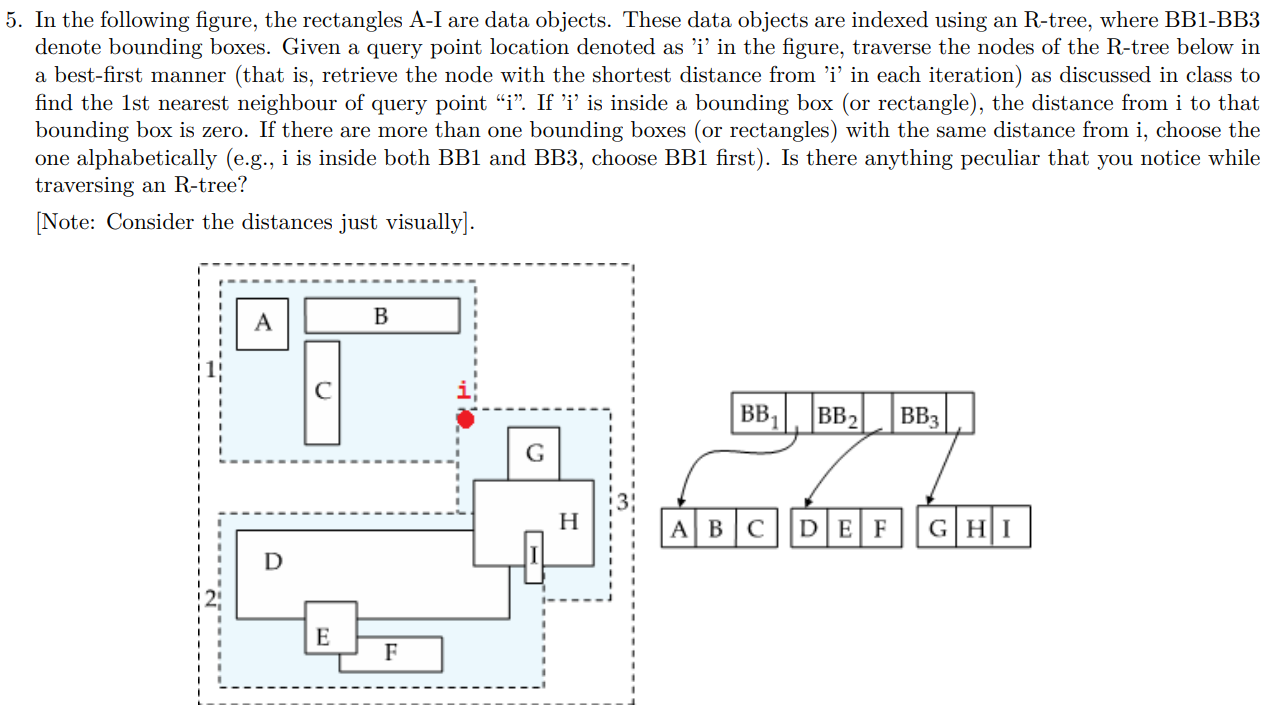 5. In the following figure, the rectangles A-I are data objects. These data objects are indexed using an R-tree, where BB1-BB3
denote bounding boxes. Given a query point location denoted as ’i’ in the figure, traverse the nodes of the R-tree below in
a best-first manner (that is, retrieve the node with the shortest distance from ’i’ in each iteration) as discussed in class to
find the 1st nearest neighbour of query point “i”. If ’i’ is inside a bounding box (or rectangle), the distance from i to that
bounding box is zero. If there are more than one bounding boxes (or rectangles) with the same distance from i, choose the
one alphabetically (e.g., i is inside both BB1 and BB3, choose BB1 first). Is there anything peculiar that you notice while
traversing an R-tree?
[Note: Consider the distances just visually].
A
B
1
C
i
G
3
H
D
I
2
E
F
BB1 BB2 BB3
A B C D E F G H I